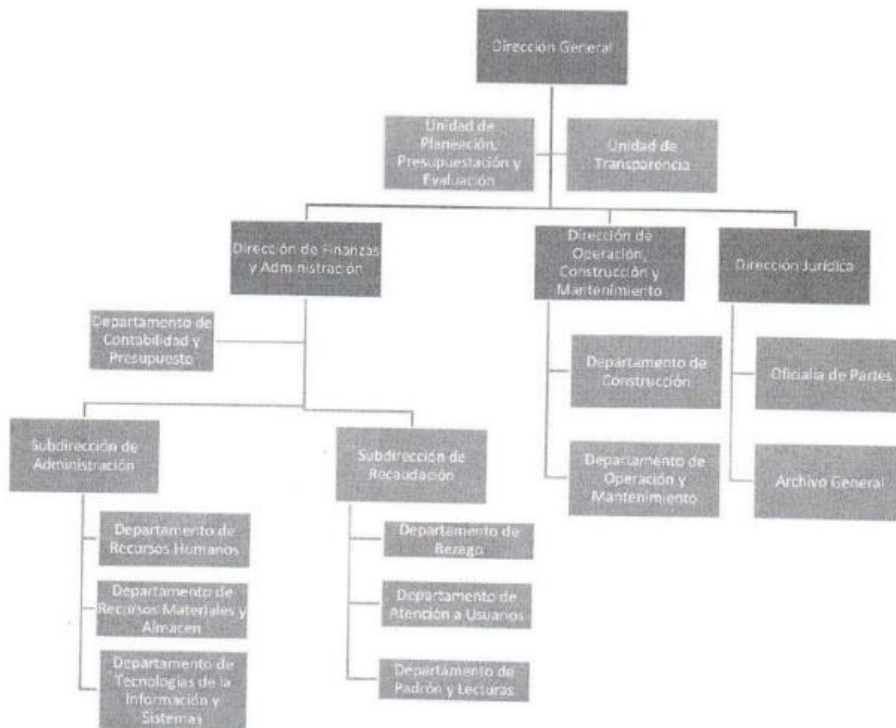 Dirección General
Unidad de
Planeación,
Presupuestación y
Evaluación
Unidad de
Transparencia
Dirección de Finanzas
y Administración
Dirección de
Operación,
Construcción y
Mantenimiento
Dirección Jurídica
Departamento de
Contabilidad y
Presupuesto
Departamento de
Construcción
Oficialia de Partes
Subdirección de
Administración
Subdirección de
Recaudación
Departamento de
Operación y
Mantenimiento
Archivo General
Departamento de
Recursos Humanos
Departamento de
Recursos Materiales y
Almacen
Departamento de
Tecnologías de la
Información y
Sistemas
Departamento de
Rezago
Departamento de
Atención a Usuarios
Departamento de
Padrón y Lecturas